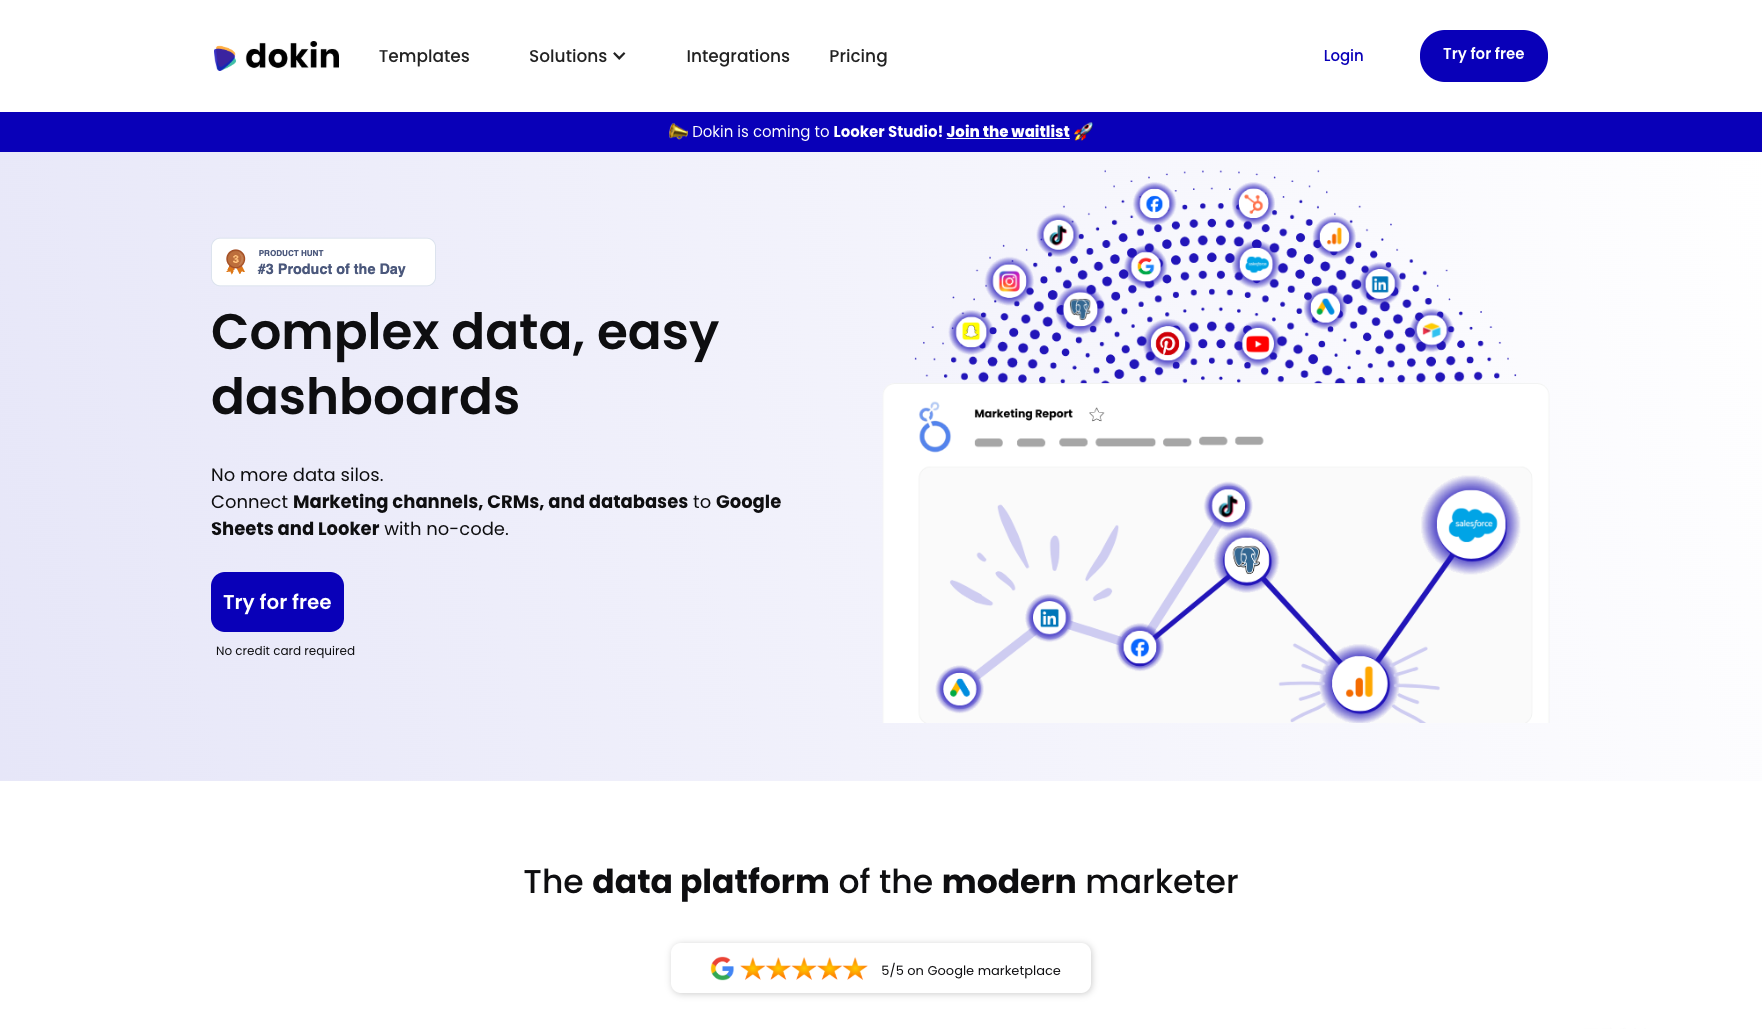 dokin
Templates
Solutions
Integrations
Pricing
Login
Try for free
Dokin is coming to Looker Studio! Join the waitlist
PRODUCT HUNT
3
#3 Product of the Day
Complex data, easy
dashboards
No more data silos.
Connect Marketing channels, CRMs, and databases to Google
Sheets and Looker with no-code.
Try for free
No credit card required
salesforce
Marketing Report
salesforce
The data platform of the modern marketer
5/5 on Google marketplace